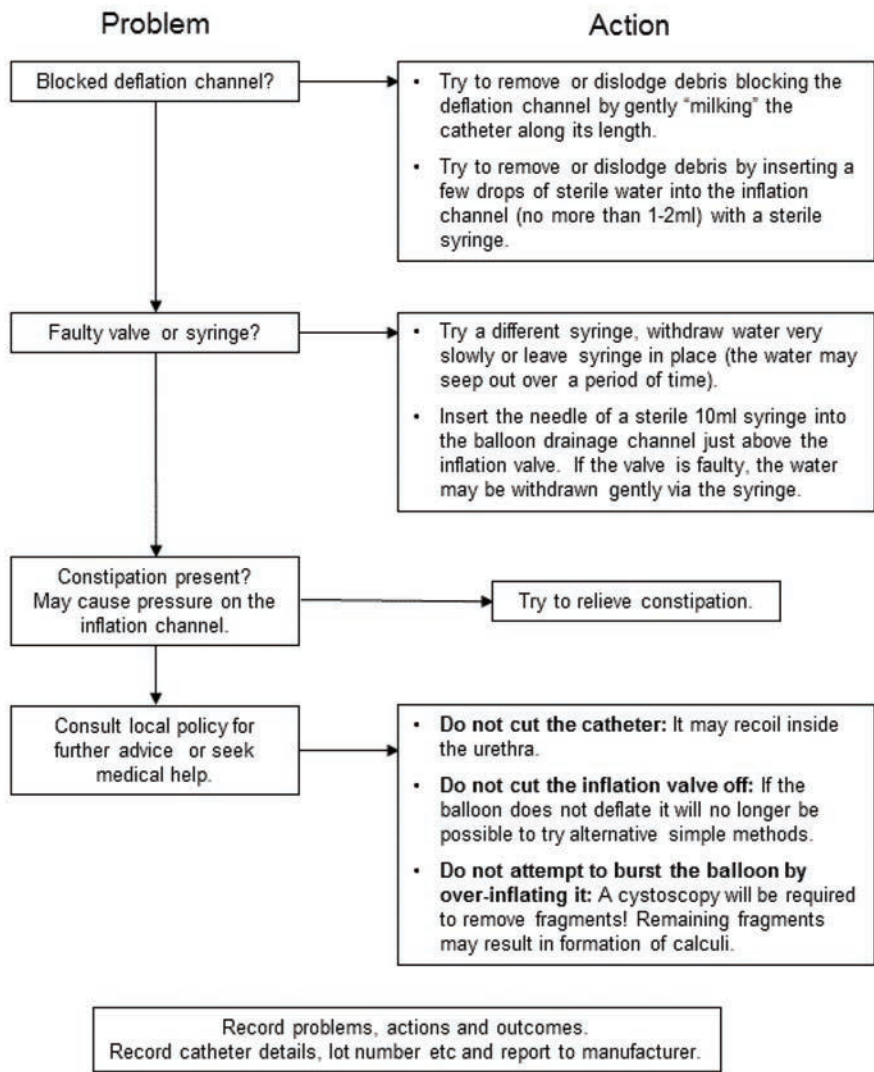 Problem
Action
Blocked deflation channel?
• Try to remove or dislodge debris blocking the
deflation channel by gently “milking” the
catheter along its length.
• Try to remove or dislodge debris by inserting a
few drops of sterile water into the inflation
channel (no more than 1-2ml) with a sterile
syringe.
Faulty valve or syringe?
• Try a different syringe, withdraw water very
slowly or leave syringe in place (the water may
seep out over a period of time).
• Insert the needle of a sterile 10ml syringe into
the balloon drainage channel just above the
inflation valve. If the valve is faulty, the water
may be withdrawn gently via the syringe.
Constipation present?
May cause pressure on the
inflation channel.
Try to relieve constipation.
Consult local policy for
further advice or seek
medical help.
• Do not cut the catheter: It may recoil inside
the urethra.
• Do not cut the inflation valve off: If the
balloon does not deflate it will no longer be
possible to try alternative simple methods.
• Do not attempt to burst the balloon by
over-inflating it: A cystoscopy will be required
to remove fragments! Remaining fragments
may result in formation of calculi.
Record problems, actions and outcomes.
Record catheter details, lot number etc and report to manufacturer.